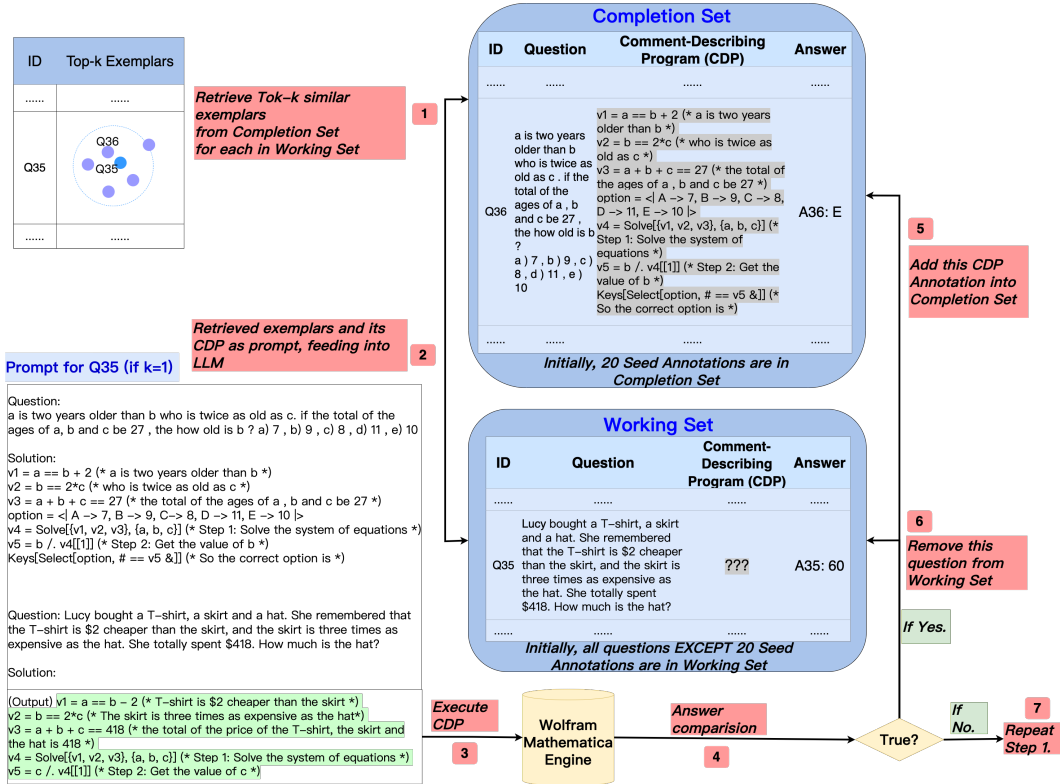 Completion Set
ID Question Comment-Describing Program (CDP) Answer
...... ...... ...... ......
Q36
a is two years
older than b
who is twice as
old as c . if the
total of the
ages of a , b
and c be 27 ,
the how old is b
?
a ) 7 , b ) 9 , c )
8 , d ) 11 , e )
10
v1 = a == b + 2 (* a is two years
older than b *)
v2 = b == 2*c (* who is twice as
old as c *)
v3 = a + b + c == 27 (* the total of
the ages of a , b and c be 27 *)
option = <| A -> 7, B -> 9, C -> 8,
D -> 11, E -> 10 |>
v4 = Solve[{v1, v2, v3}, {a, b, c}] (*
Step 1: Solve the system of
equations *)
v5 = b /. v4[[1]] (* Step 2: Get the
value of b *)
Keys[Select[option, # == v5 &]] (*
So the correct option is *)
A36: E
...... ...... ...... ......
Initially, 20 Seed Annotations are in
Completion Set
ID Top-k Exemplars
...... ......
Q35
Q36
Q35
...... ......
Retrieve Tok-k similar
exemplars
from Completion Set
for each in Working Set
1
Retrieved exemplars and its
CDP as prompt, feeding into
LLM
2
Prompt for Q35 (if k=1)
Question:
a is two years older than b who is twice as old as c. if the total of the
ages of a, b and c be 27 , the how old is b ? a) 7 , b) 9 , c) 8 , d) 11 , e) 10
Solution:
v1 = a == b + 2 (* a is two years older than b *)
v2 = b == 2*c (* who is twice as old as c *)
v3 = a + b + c == 27 (* the total of the ages of a , b and c be 27 *)
option = <| A -> 7, B -> 9, C-> 8, D -> 11, E -> 10 |>
v4 = Solve[{v1, v2, v3}, {a, b, c}] (* Step 1: Solve the system of equations *)
v5 = b /. v4[[1]] (* Step 2: Get the value of b *)
Keys[Select[option, # == v5 &]] (* So the correct option is *)
Question: Lucy bought a T-shirt, a skirt and a hat. She remembered that
the T-shirt is $2 cheaper than the skirt, and the skirt is three times as
expensive as the hat. She totally spent $418. How much is the hat?
Solution:
(Output) v1 = a == b - 2 (* T-shirt is $2 cheaper than the skirt *)
v2 = b == 2*c (* The skirt is three times as expensive as the hat*)
v3 = a + b + c == 418 (* the total of the price of the T-shirt, the skirt and
the hat is 418 *)
v4 = Solve[{v1, v2, v3}, {a, b, c}] (* Step 1: Solve the system of equations *)
v5 = c /. v4[[1]] (* Step 2: Get the value of c *)
Working Set
ID Question Comment-
Describing
Program (CDP) Answer
...... ...... ...... ......
Q35
Lucy bought a T-shirt, a skirt
and a hat. She remembered
that the T-shirt is $2 cheaper
than the skirt, and the skirt is
three times as expensive as
the hat. She totally spent
$418. How much is the hat?
???
A35: 60
...... ......
Initially, all questions EXCEPT 20 Seed
Annotations are in Working Set
Execute
CDP
3
Wolfram
Mathematica
Engine
Answer
comparision
4
True?
If Yes.
If
No.
5
Add this CDP
Annotation into
Completion Set
6
Remove this
question from
Working Set
7
Repeat
Step 1.